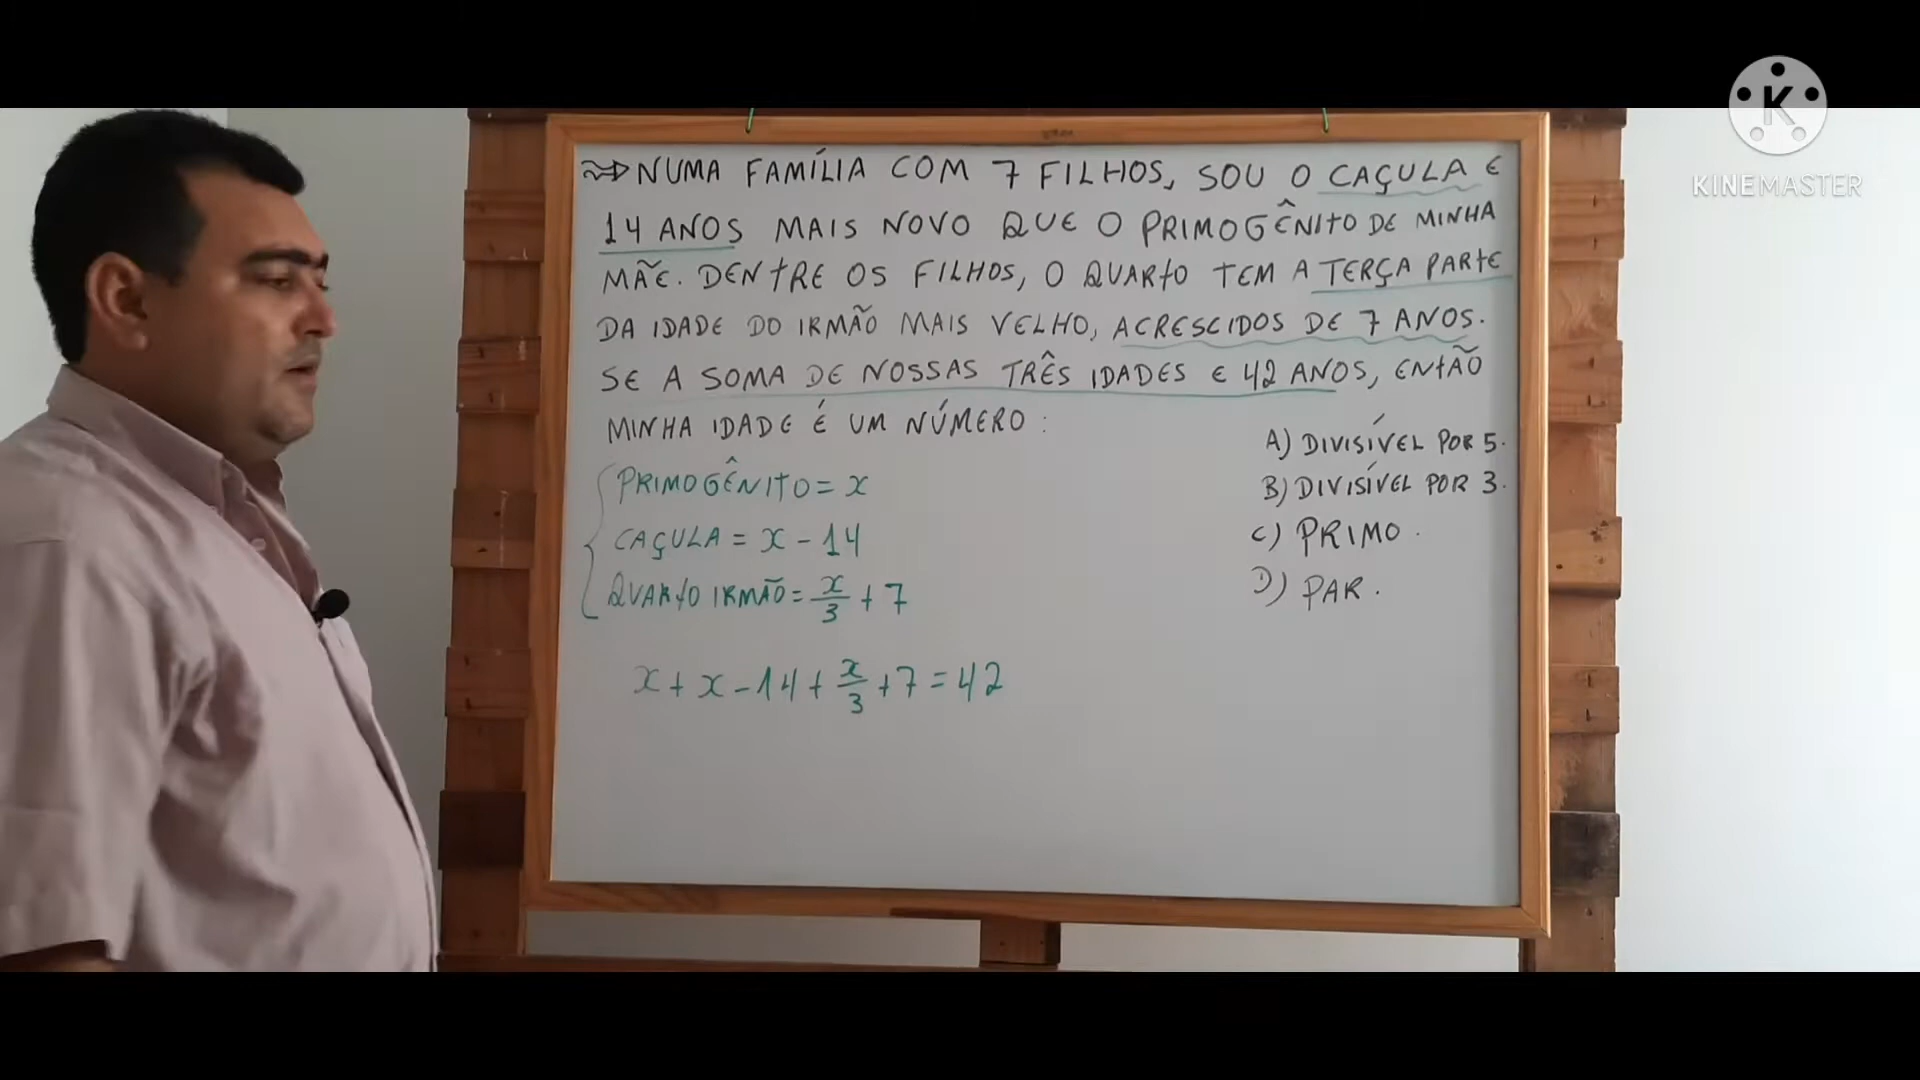 KINEMASTER
⇒ NUMA FAMÍLIA COM 7 FILHOS, SOU O CAÇULA E
14 ANOS MAIS NOVO QUE O PRIMOGÊNITO DE MINHA
MÃE. DENTRE OS FILHOS, O QUARTO TEM A TERÇA PARTE
DA IDADE DO IRMÃO MAIS VELHO, ACRESCIDOS DE 7 ANOS.
SE A SOMA DE NOSSAS TRÊS IDADES E 42 ANOS, ENTÃO
MINHA IDADE É UM NÚMERO :
A) DIVISÍVEL POR 5.
B) DIVISÍVEL POR 3.
C) PRIMO.
D) PAR.
PRIMOGÊNITO = x
CAÇULA = x - 14
QUARTO IRMÃO = x/3 + 7
x + x - 14 + x/3 + 7 = 42